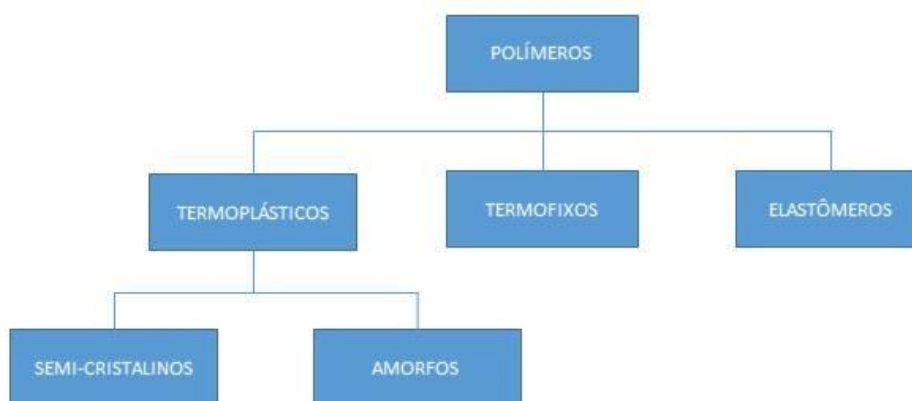 POLÍMEROS
TERMOPLÁSTICOS
TERMOFIXOS
ELASTÔMEROS
SEMI-CRISTALINOS
AMORFOS